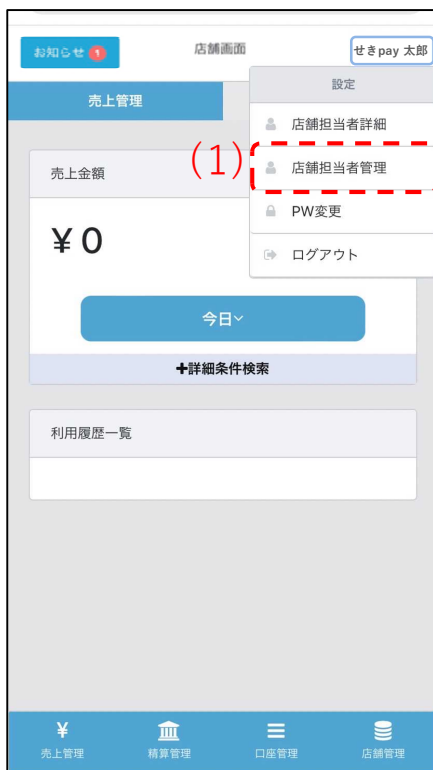 お知らせ 1
店舗画面
せきpay 太郎
設定
売上管理
店舗担当者詳細
(1)
店舗担当者管理
売上金額
PW変更
¥ 0
ログアウト
今日
+詳細条件検索
利用履歴一覧
¥
売上管理
精算管理
口座管理
店舗管理